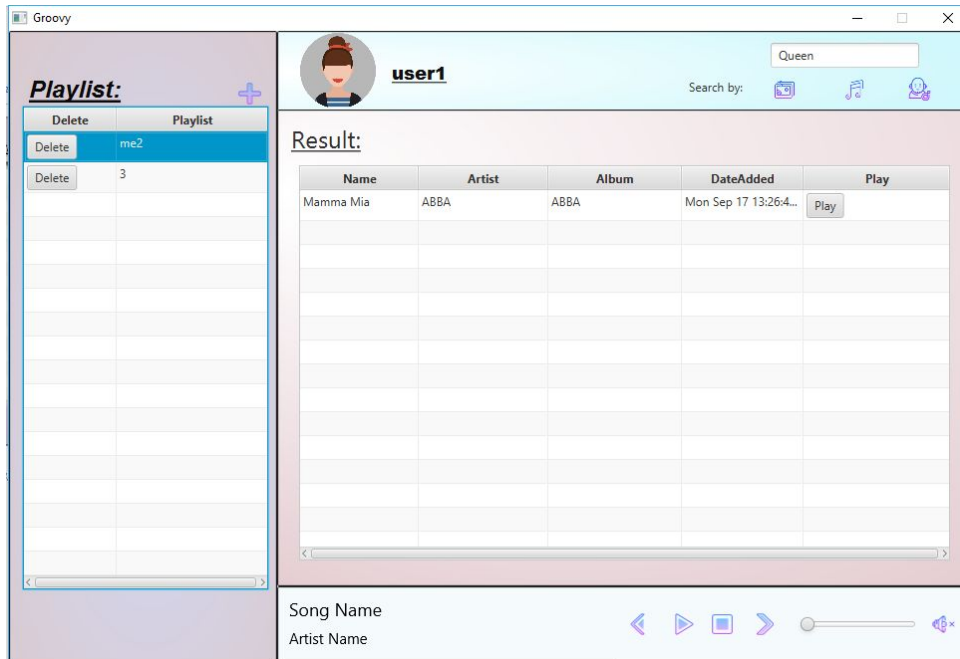 Groovy
Playlist:
Delete Playlist
Delete me2
Delete 3
user1
Queen
Search by:
Result:
Name Artist Album DateAdded Play
Mamma Mia ABBA ABBA Mon Sep 17 13:26:4... Play
Song Name
Artist Name